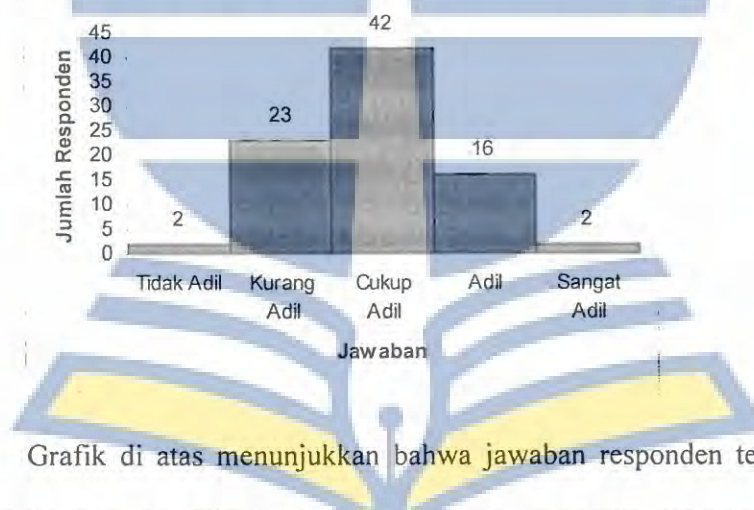 42
45
40
35
30
25
20
15
10
5
0
Jumlah Responden
2
23
16
2
Tidak Adil
Kurang Adil
Cukup Adil
Adil
Sangat Adil
Jawaban
Grafik di atas menunjukkan bahwa jawaban responden